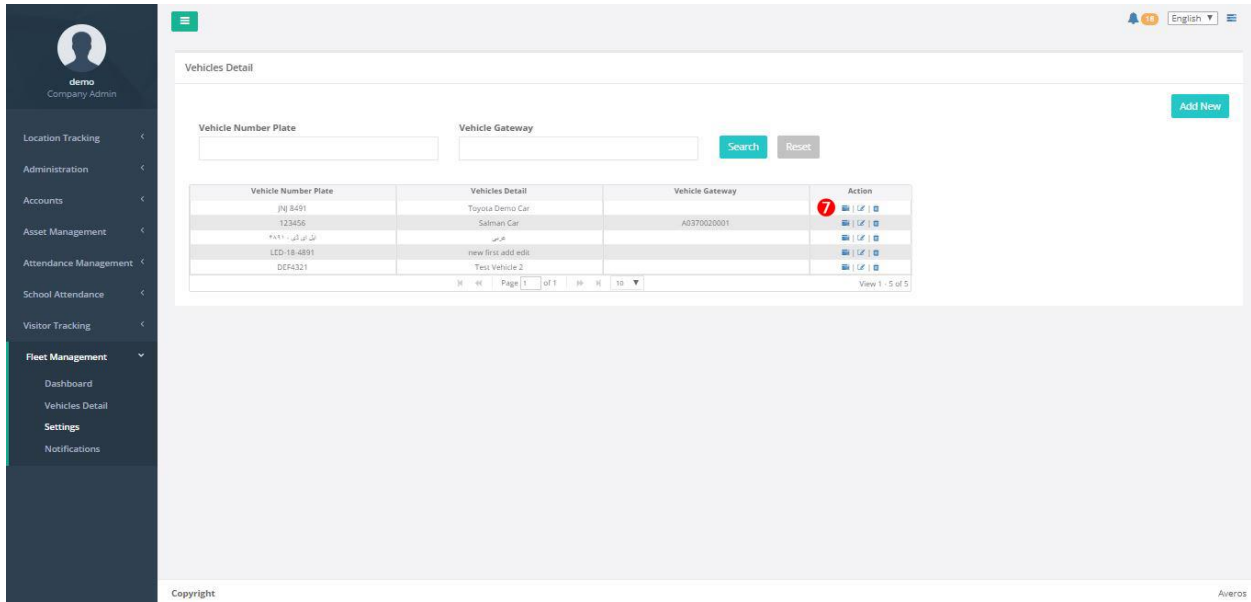 18 English
demo
Company Admin
Location Tracking
Administration
Accounts
Asset Management
Attendance Management
School Attendance
Visitor Tracking
Fleet Management
Dashboard
Vehicles Detail
Settings
Notifications
Vehicles Detail
Add New
Vehicle Number Plate Vehicle Gateway
Search Reset
Vehicle Number Plate Vehicles Detail Vehicle Gateway Action
JNJ 8491 Toyota Demo Car 7
123456 Salman Car A0370020001
عربی
LED-18-4891 new first add edit
DEF4321 Test Vehicle 2
Page 1 of 1 10 View 1 - 5 of 5
Copyright Averos